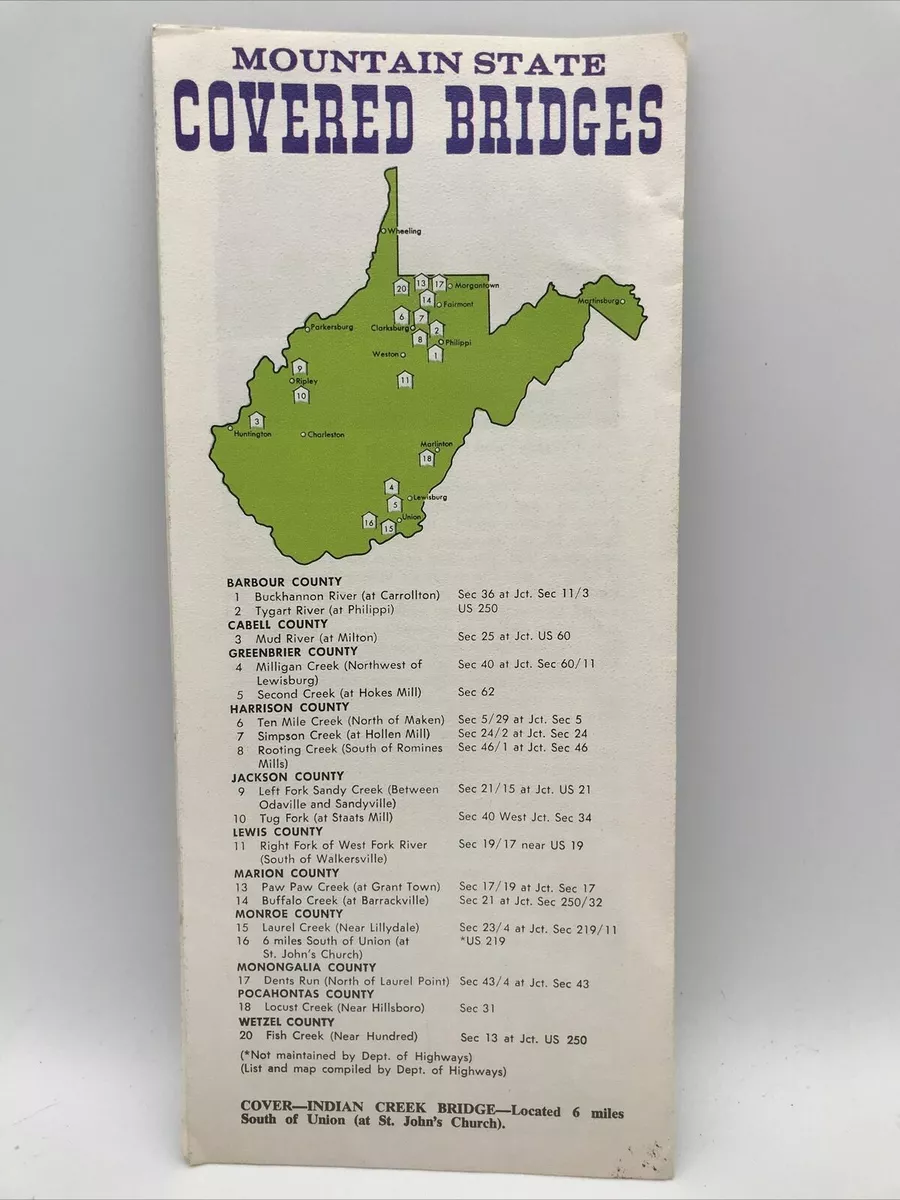 MOUNTAIN STATE
COVERED BRIDGES
Wheeling
20 13 17 Morgantown
14 Fairmont
Martinsburg
6 7
Parkersburg
Clarksburg 2
8 Philippi
Weston 1
9
Ripley 11
10
3
Huntington
Charleston
Marlinton
18
4
Lewisburg
5
16 15 Union
BARBOUR COUNTY
1 Buckhannon River (at Carrollton) Sec 36 at Jct. Sec 11/3
2 Tygart River (at Philippi) US 250
CABELL COUNTY
3 Mud River (at Milton) Sec 25 at Jct. US 60
GREENBRIER COUNTY
4 Milligan Creek (Northwest of Sec 40 at Jct. Sec 60/11
Lewisburg)
5 Second Creek (at Hokes Mill) Sec 62
HARRISON COUNTY
6 Ten Mile Creek (North of Maken) Sec 5/29 at Jct. Sec 5
7 Simpson Creek (at Hollen Mill) Sec 24/2 at Jct. Sec 24
8 Rooting Creek (South of Romines Sec 46/1 at Jct. Sec 46
Mills)
JACKSON COUNTY
9 Left Fork Sandy Creek (Between Sec 21/15 at Jct. US 21
Odaville and Sandyville)
10 Tug Fork (at Staats Mill) Sec 40 West Jct. Sec 34
LEWIS COUNTY
11 Right Fork of West Fork River Sec 19/17 near US 19
(South of Walkersville)
MARION COUNTY
13 Paw Paw Creek (at Grant Town) Sec 17/19 at Jct. Sec 17
14 Buffalo Creek (at Barrackville) Sec 21 at Jct. Sec 250/32
MONROE COUNTY
15 Laurel Creek (Near Lillydale) Sec 23/4 at Jct. Sec 219/11
16 6 miles South of Union (at *US 219
St. John's Church)
MONONGALIA COUNTY
17 Dents Run (North of Laurel Point) Sec 43/4 at Jct. Sec 43
POCAHONTAS COUNTY
18 Locust Creek (Near Hillsboro) Sec 31
WETZEL COUNTY
20 Fish Creek (Near Hundred) Sec 13 at Jct. US 250
(*Not maintained by Dept. of Highways)
(List and map compiled by Dept. of Highways)
COVER—INDIAN CREEK BRIDGE—Located 6 miles
South of Union (at St. John's Church).